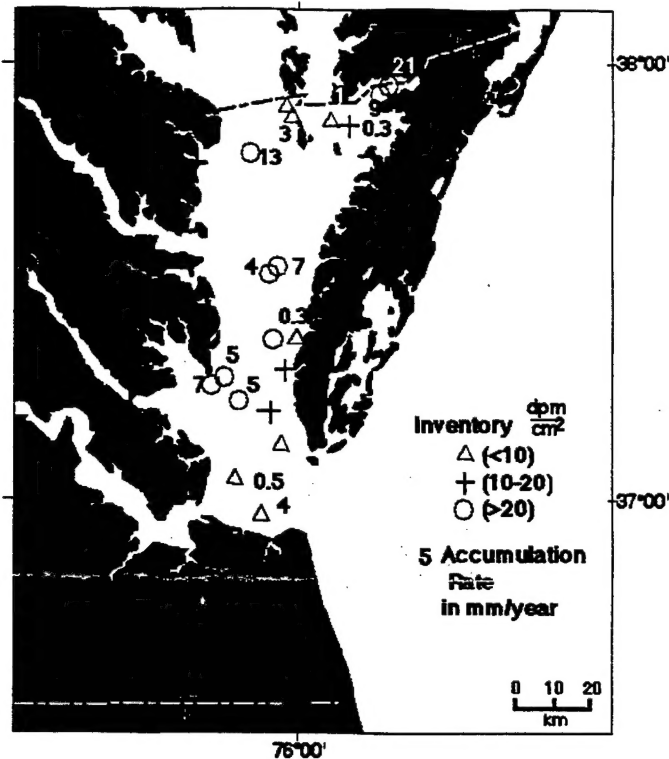 38°00'
21
1
9
3
0.3
13
4 7
0.3
5
7 5
dpm
Inventory cm²
△ (<10)
+ (10-20)
○ (>20)
0.5
4
37°00'
5 Accumulation
Rate
in mm/year
0 10 20
km
76°00'